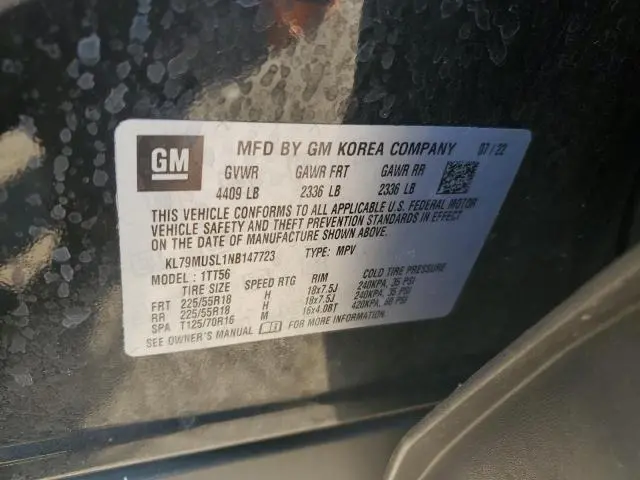 GM MFD BY GM KOREA COMPANY 07/22
GVWR GAWR FRT GAWR RR
4409 LB 2336 LB 2336 LB
THIS VEHICLE CONFORMS TO ALL APPLICABLE U.S. FEDERAL MOTOR
VEHICLE SAFETY AND THEFT PREVENTION STANDARDS IN EFFECT
ON THE DATE OF MANUFACTURE SHOWN ABOVE.
KL79MUSL1NB147723 TYPE: MPV
MODEL: 1TT56
TIRE SIZE SPEED RTG RIM COLD TIRE PRESSURE
FRT 225/55R18 H 18x7.5J 240KPA, 35 PSI
RR 225/55R18 H 18x7.5J 240KPA, 35 PSI
SPA T125/70R16 M 16x4.0BT 420KPA, 60 PSI
SEE OWNER'S MANUAL FOR MORE INFORMATION